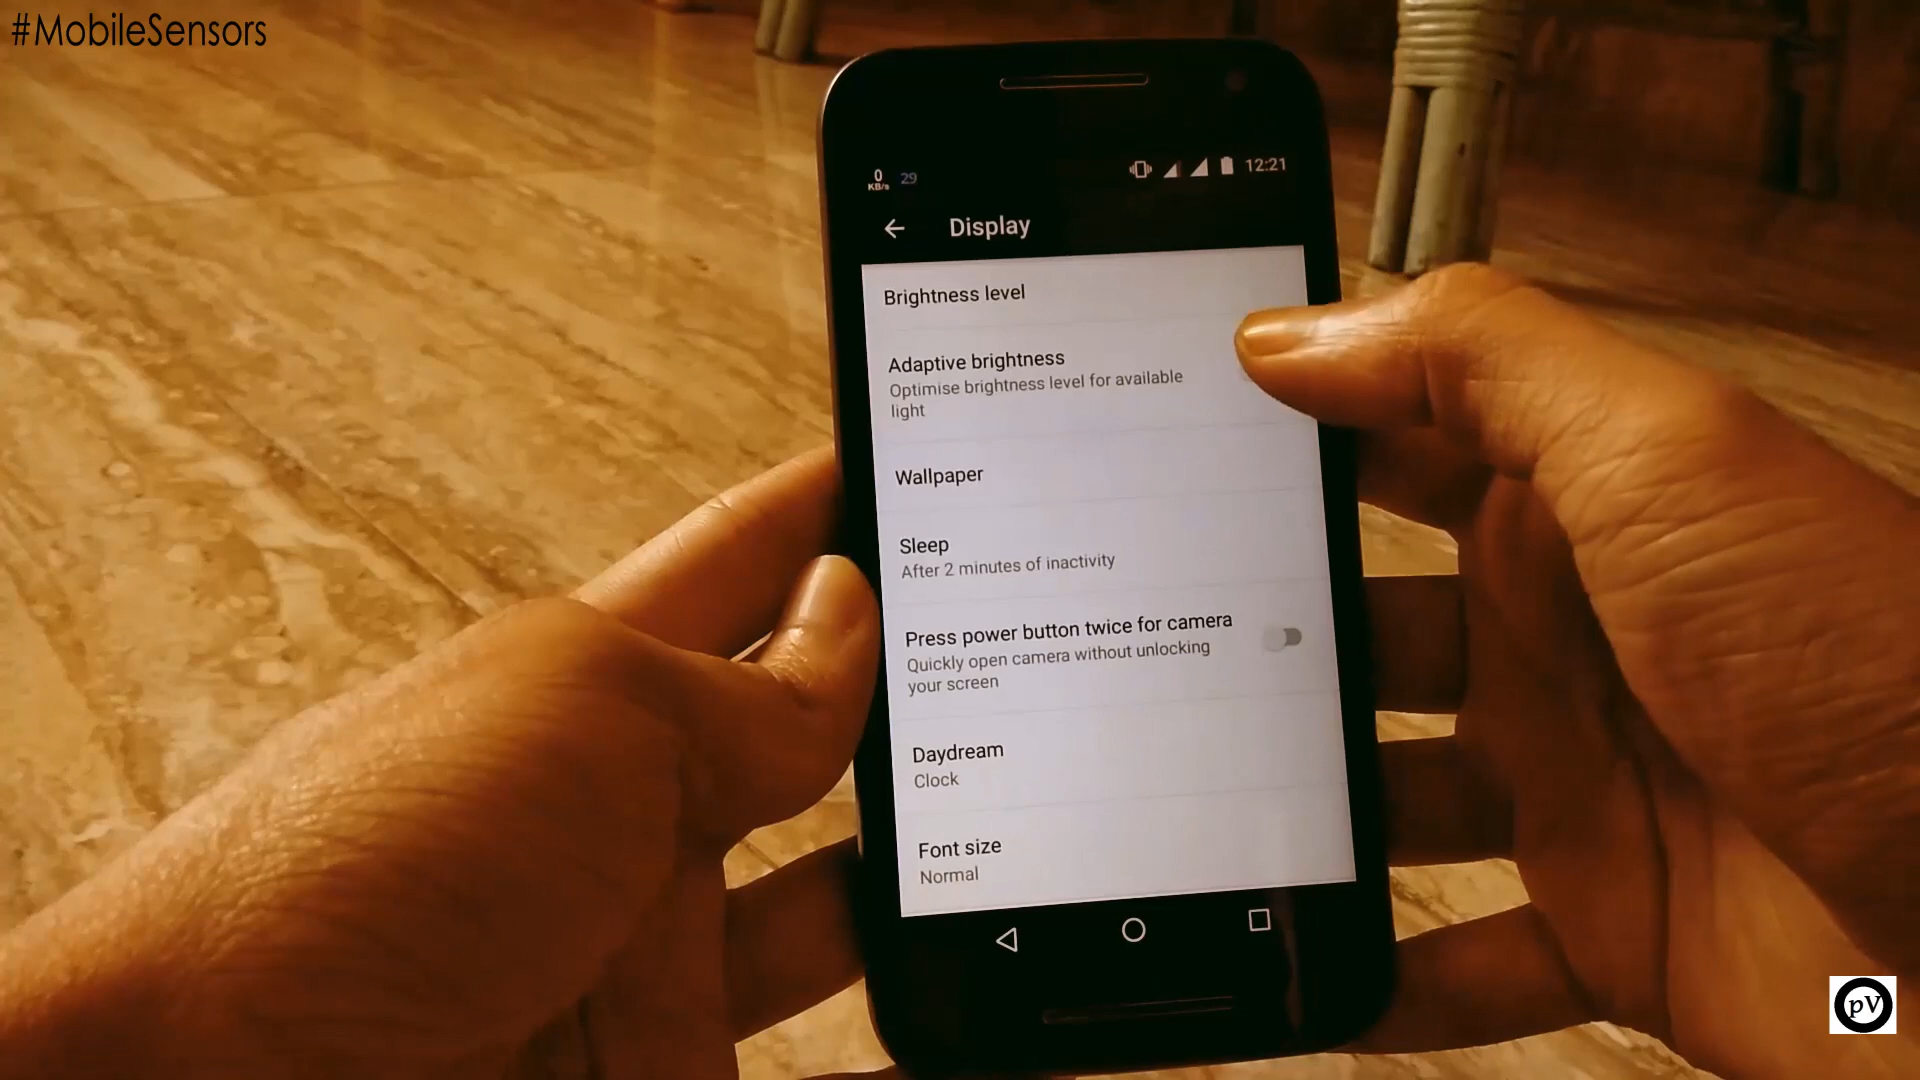 #MobileSensors
0
KB/s
29
12:21
Display
Brightness level
Adaptive brightness
Optimise brightness level for available
light
Wallpaper
Sleep
After 2 minutes of inactivity
Press power button twice for camera
Quickly open camera without unlocking
your screen
Daydream
Clock
Font size
Normal
pV